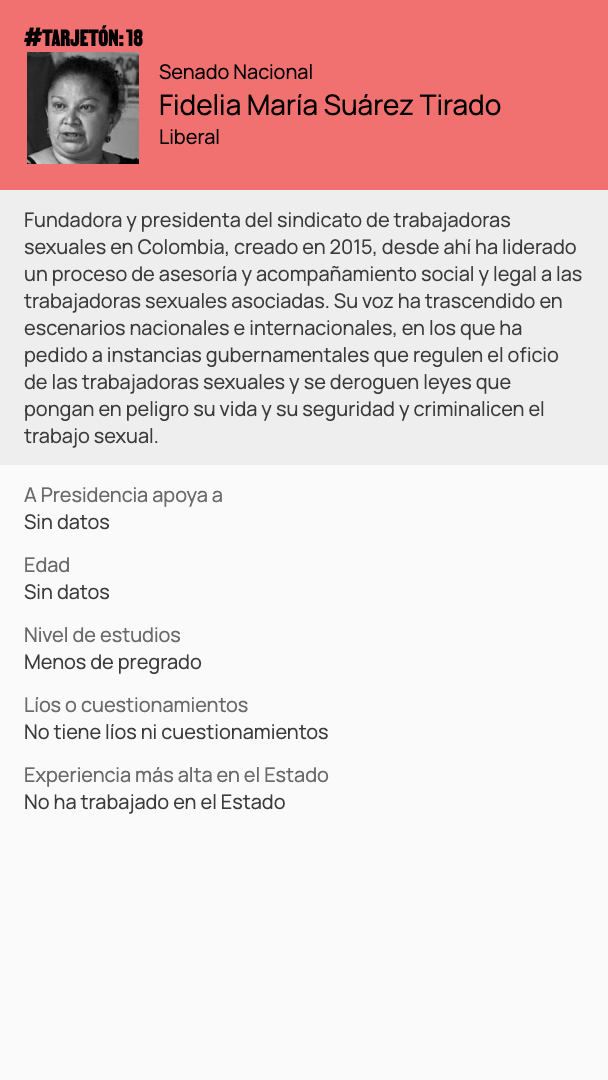 #TARJETÓN: 18
Senado Nacional
Fidelia María Suárez Tirado
Liberal
Fundadora y presidenta del sindicato de trabajadoras
sexuales en Colombia, creado en 2015, desde ahí ha liderado
un proceso de asesoría y acompañamiento social y legal a las
trabajadoras sexuales asociadas. Su voz ha trascendido en
escenarios nacionales e internacionales, en los que ha
pedido a instancias gubernamentales que regulen el oficio
de las trabajadoras sexuales y se deroguen leyes que
pongan en peligro su vida y su seguridad y criminalicen el
trabajo sexual.
A Presidencia apoya a
Sin datos
Edad
Sin datos
Nivel de estudios
Menos de pregrado
Líos o cuestionamientos
No tiene líos ni cuestionamientos
Experiencia más alta en el Estado
No ha trabajado en el Estado